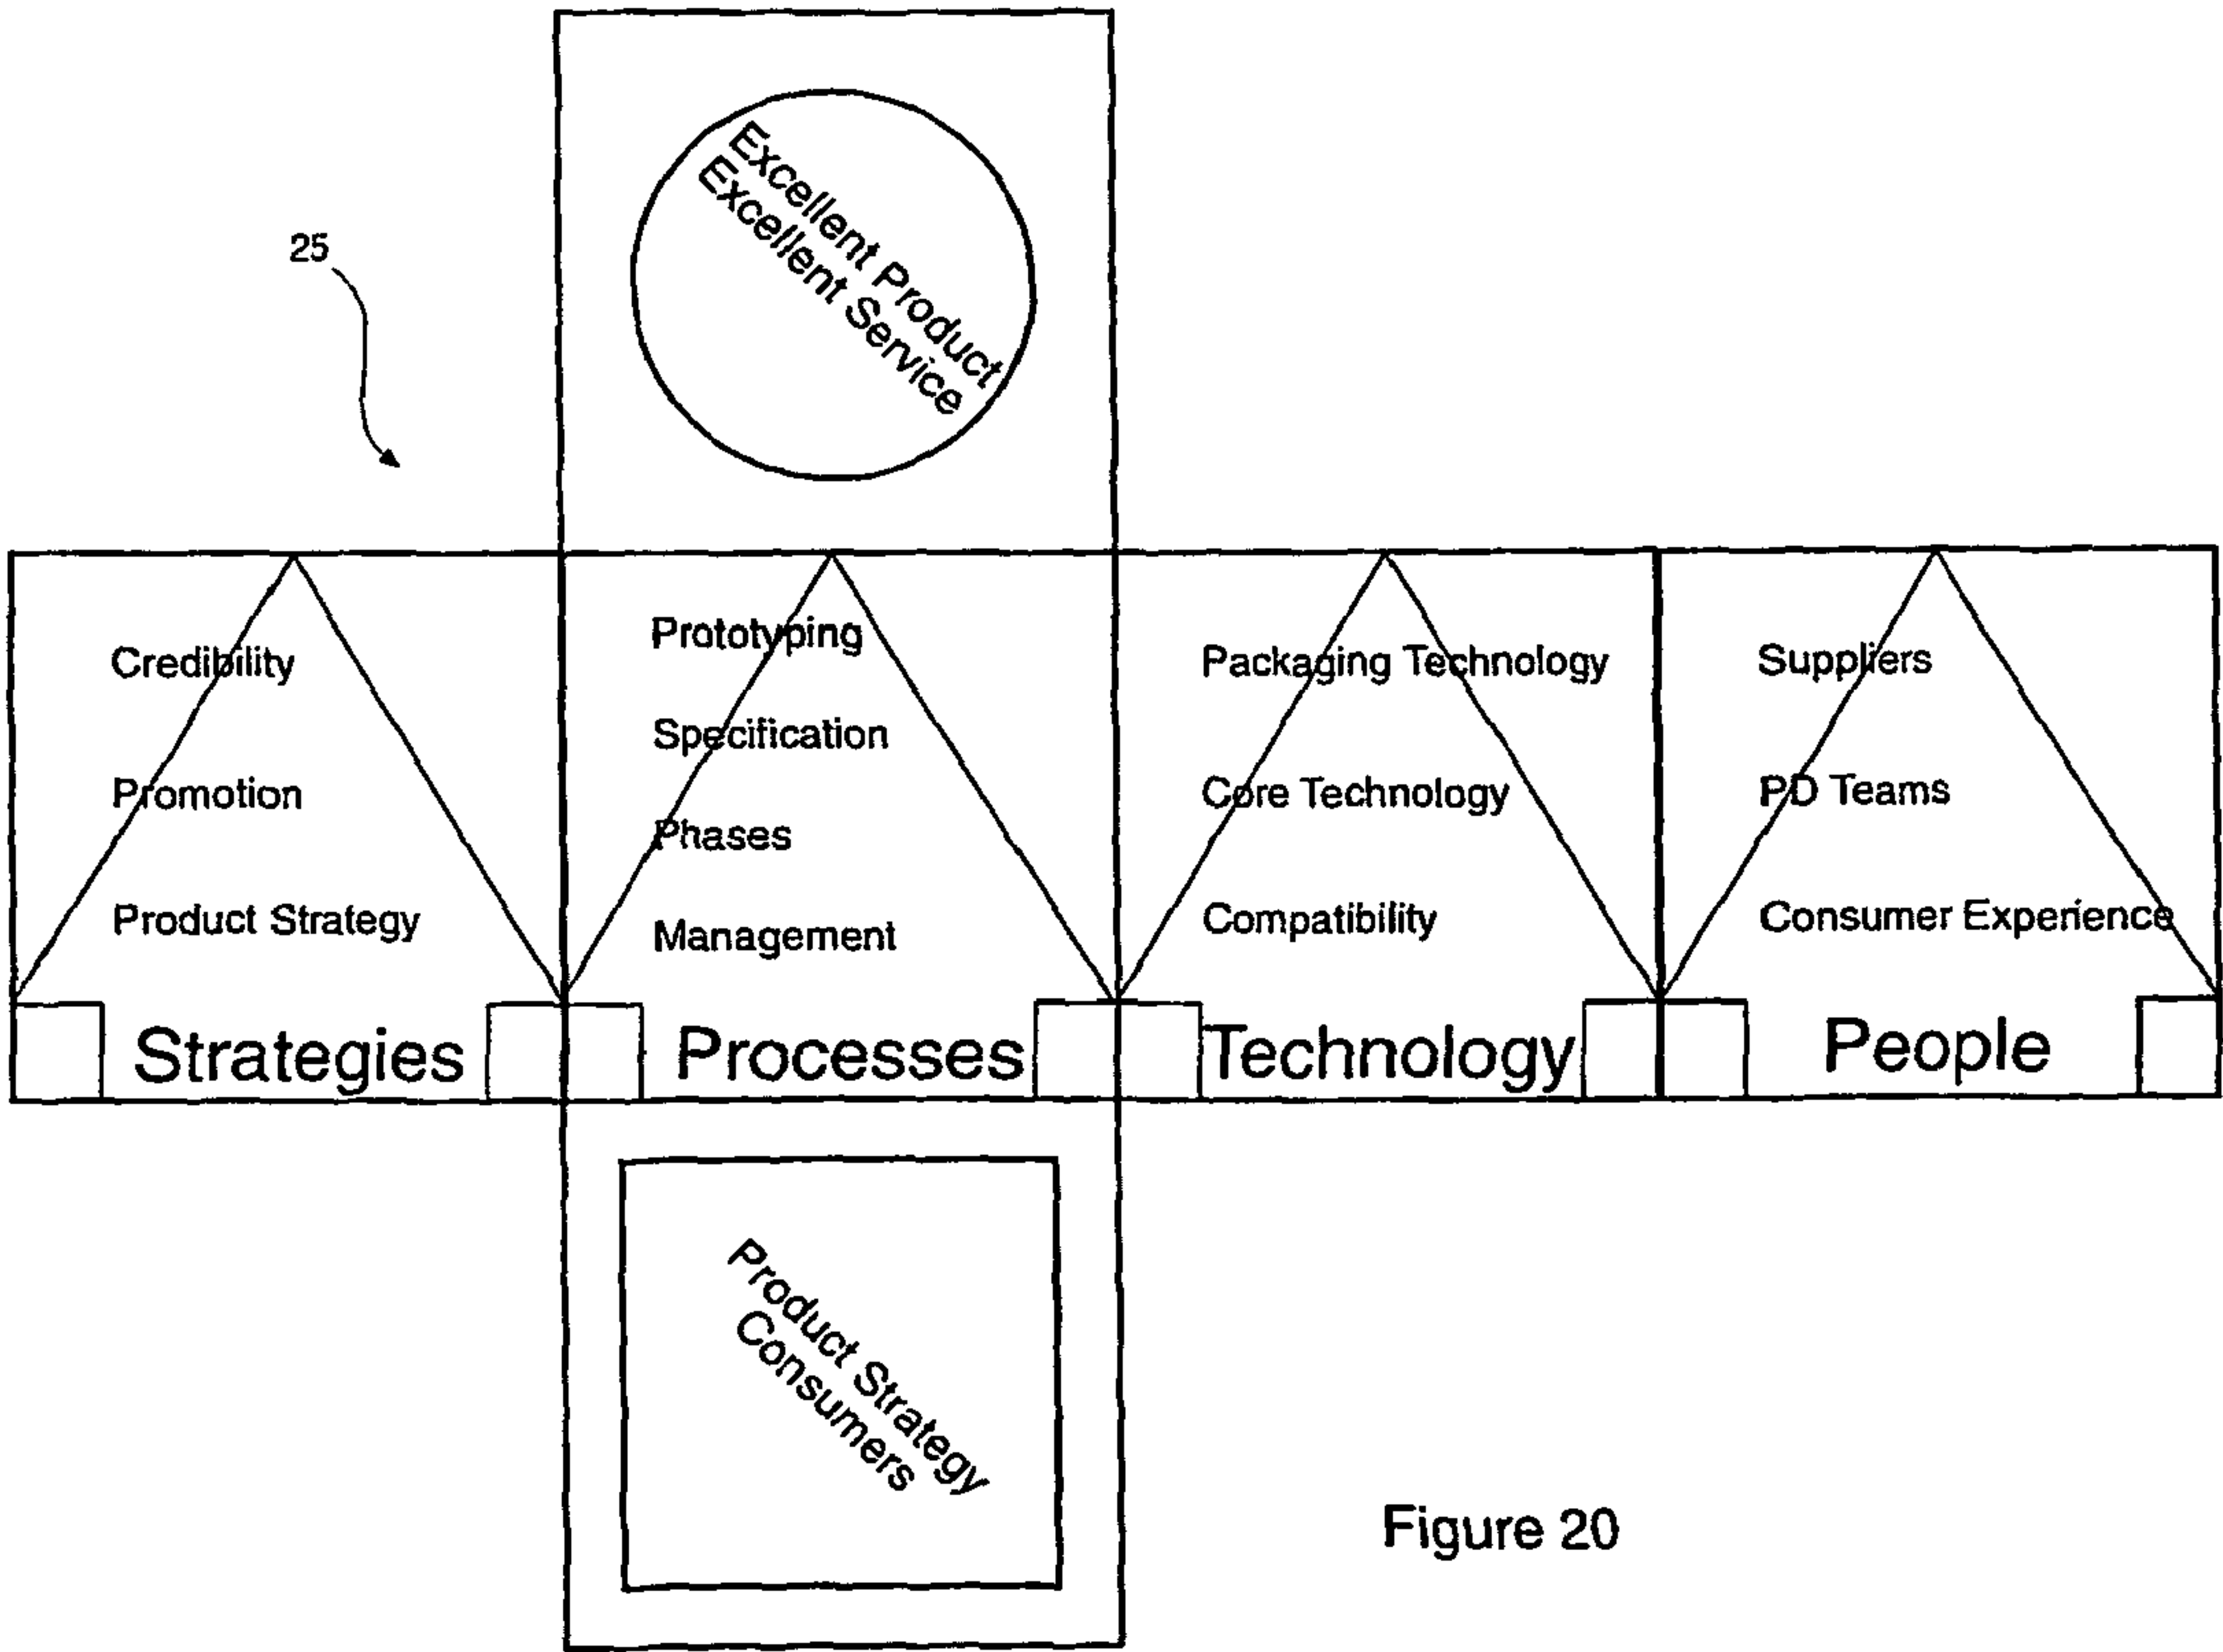 Excellent Product
Excellent Service
25
Credibility
Promotion
Product Strategy
Strategies
Prototyping
Specification
Phases
Management
Processes
Packaging Technology
Core Technology
Compatibility
Technology
Suppliers
PD Teams
Consumer Experience
People
Product Strategy
Consumers
Figure 20